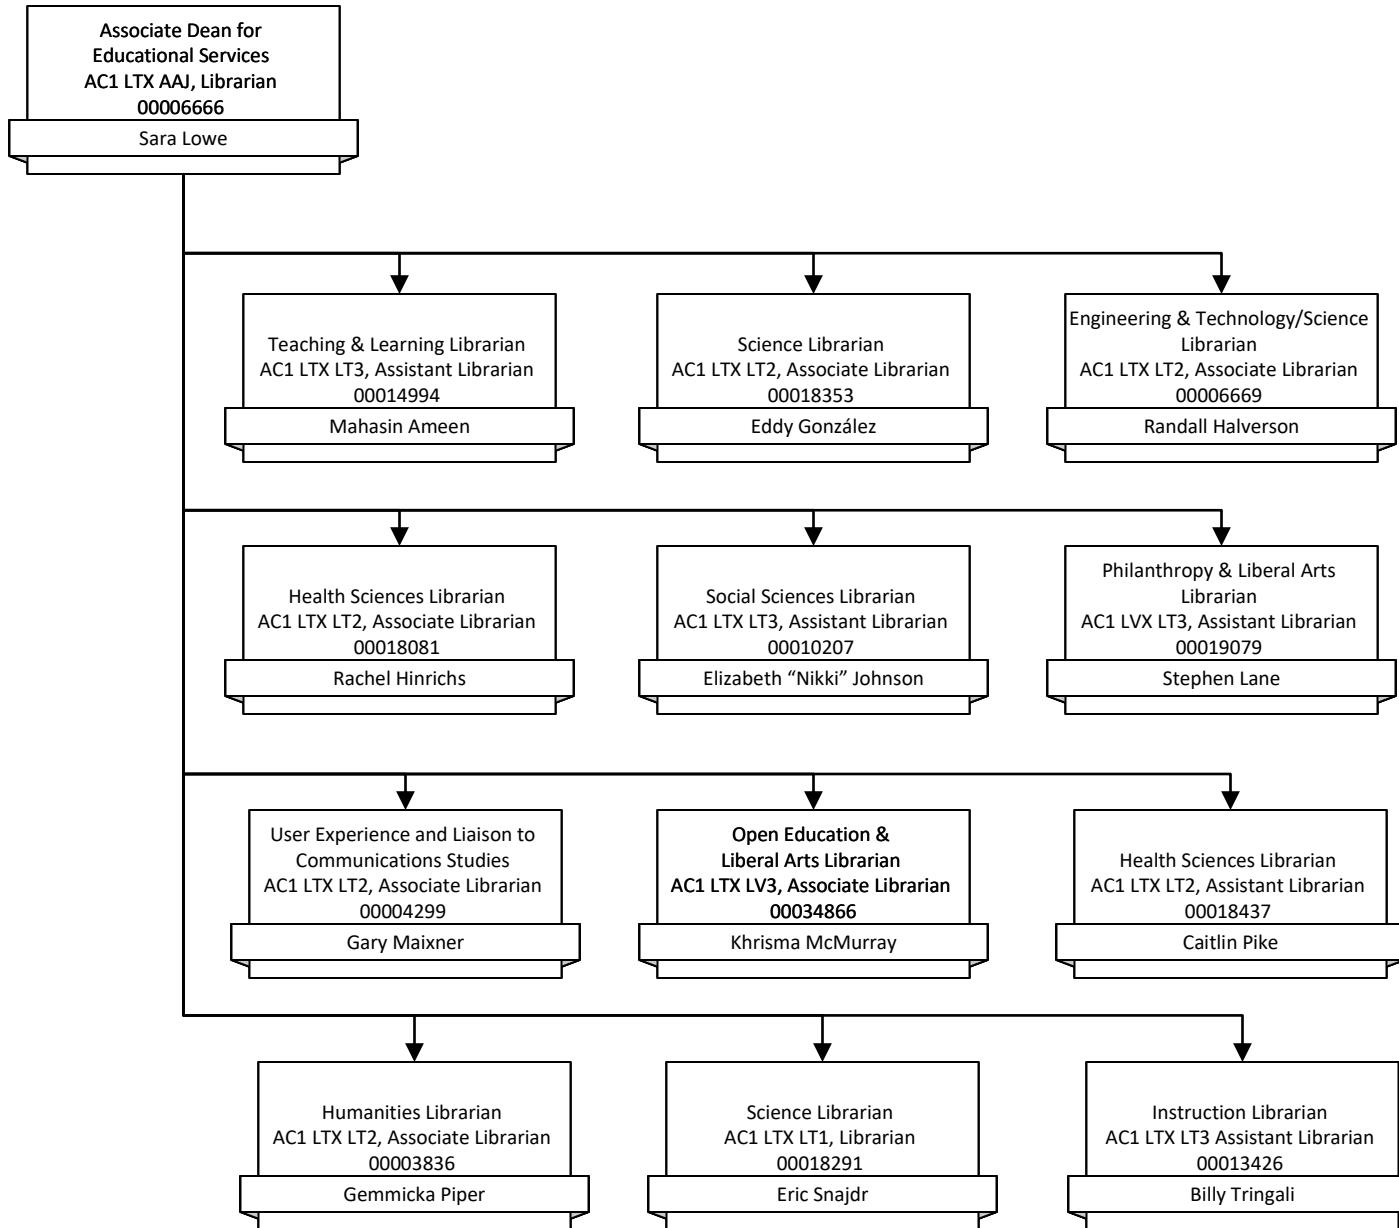 Associate Dean for
Educational Services
AC1 LTX AAJ, Librarian
00006666
Sara Lowe
Teaching & Learning Librarian
AC1 LTX LT3, Assistant Librarian
00014994
Mahasin Ameen
Science Librarian
AC1 LTX LT2, Associate Librarian
00018353
Eddy González
Engineering & Technology/Science
Librarian
AC1 LTX LT2, Associate Librarian
00006669
Randall Halverson
Health Sciences Librarian
AC1 LTX LT2, Associate Librarian
00018081
Rachel Hinrichs
Social Sciences Librarian
AC1 LTX LT3, Assistant Librarian
00010207
Elizabeth “Nikki” Johnson
Philanthropy & Liberal Arts
Librarian
AC1 LVX LT3, Assistant Librarian
00019079
Stephen Lane
User Experience and Liaison to
Communications Studies
AC1 LTX LT2, Associate Librarian
00004299
Gary Maixner
Open Education &
Liberal Arts Librarian
AC1 LTX LV3, Associate Librarian
00034866
Khrisma McMurray
Health Sciences Librarian
AC1 LTX LT2, Assistant Librarian
00018437
Caitlin Pike
Humanities Librarian
AC1 LTX LT2, Associate Librarian
00003836
Gemmicka Piper
Science Librarian
AC1 LTX LT1, Librarian
00018291
Eric Snajdr
Instruction Librarian
AC1 LTX LT3 Assistant Librarian
00013426
Billy Tringali